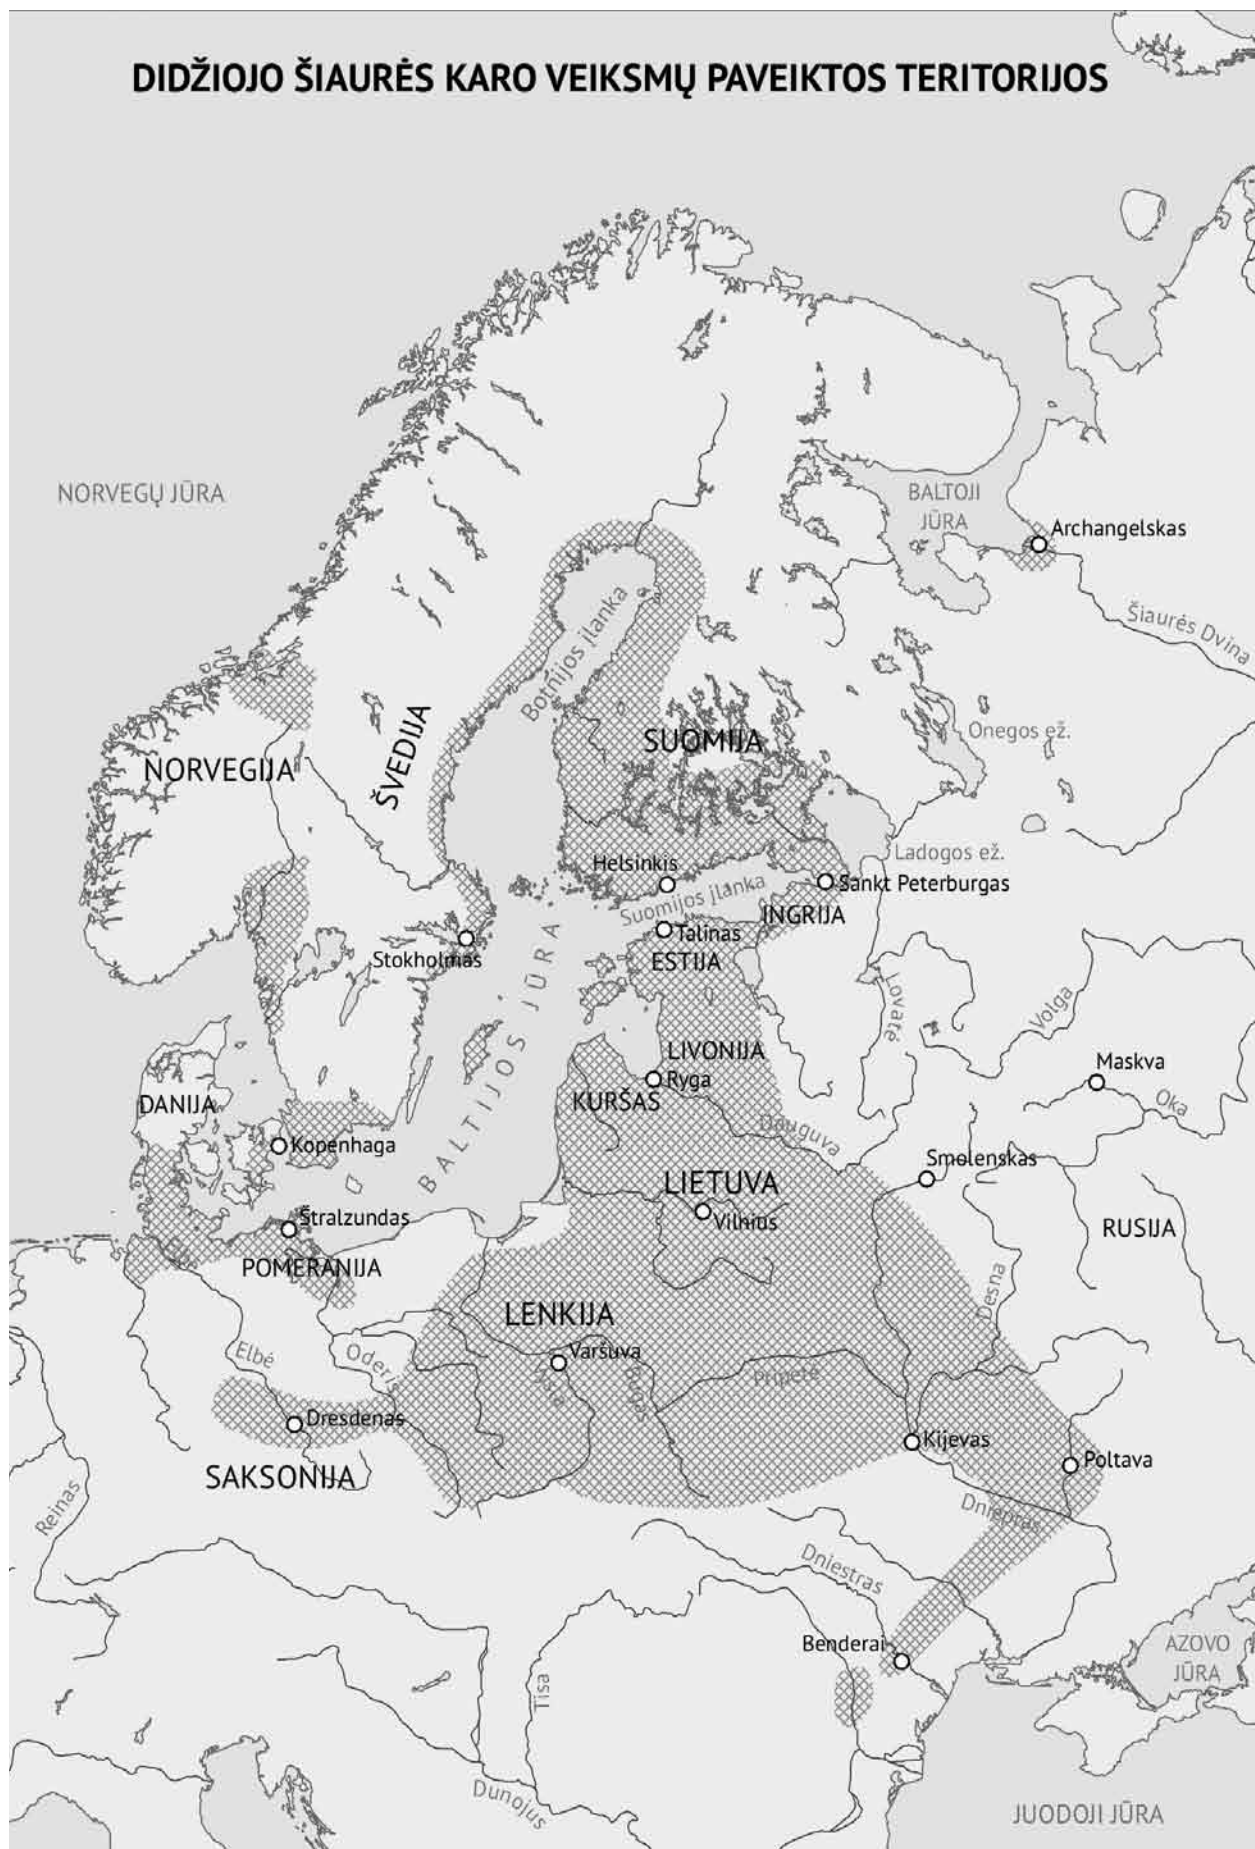 DIDŽIOJO ŠIAURĖS KARO VEIKSMŲ PAVEIKTOS TERITORIJOS
NORVEGŲ JŪRA
BALTOJI
JŪRA
Archangelskas
Šiaurės Dvina
Botnijos įlanka
Onegos ež.
SUOMIJA
ŠVEDIJA
NORVEGIJA
Ladogos ež.
Helsinkis
Sankt Peterburgas
Suomijos įlanka
INGRIJA
Talinas
Stokholmas
ESTIJA
BALTIJOS JŪRA
Lovatė
Volga
LIVONIJA
Maskva
Ryga
KURŠAS
DANIJA
Oka
Dauguva
Kopenhaga
Smolenskas
LIETUVA
Vilnius
Štralzundas
RUSIJA
POMERANIJA
Desna
LENKIJA
Elbė
Oderis
Varšuva
Vysla
Bugas
Pripetė
Dresdenas
Kijevas
Poltava
SAKSONIJA
Reinas
Dniepras
Dniestras
Benderai
AZOVO
JŪRA
Tisa
Dunojus
JUODOJI JŪRA